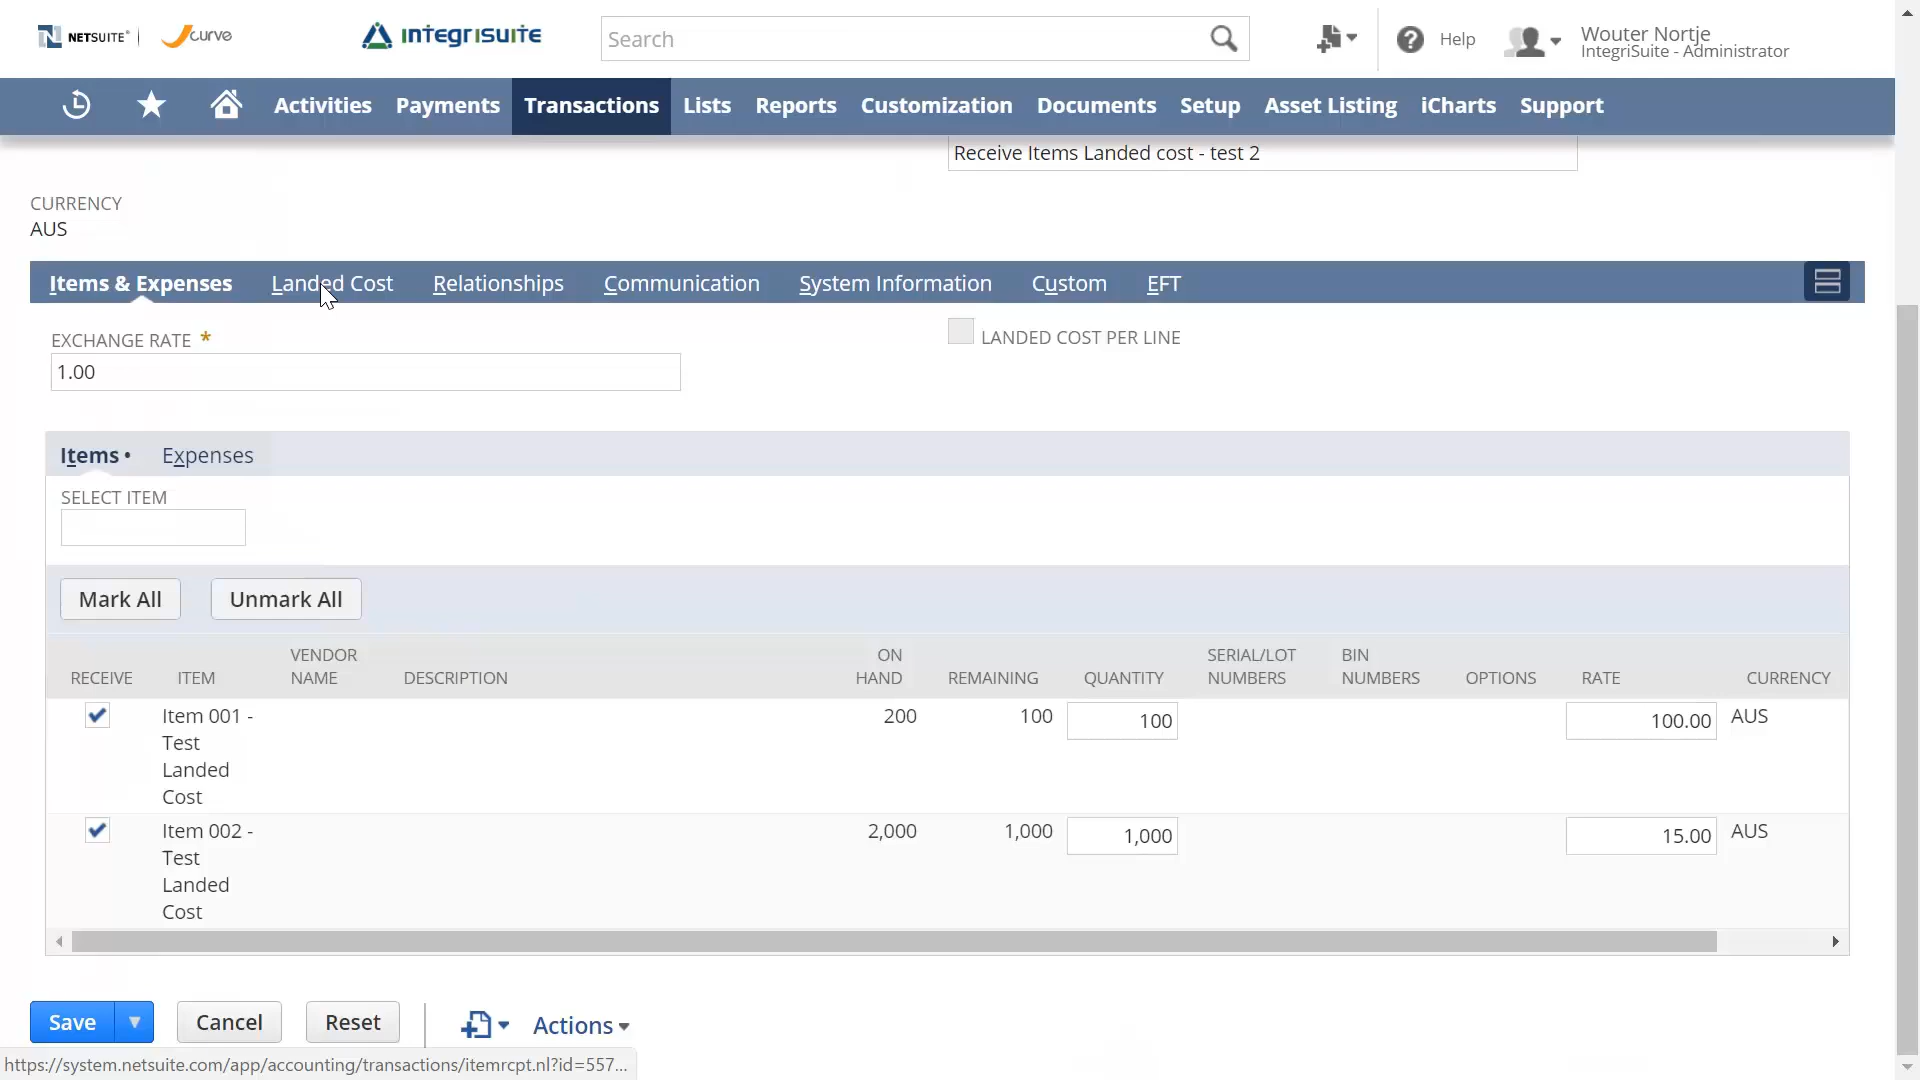 NETSUITE
curve
INTEGRISUITE
Search
Help
Wouter Nortje
IntegriSuite - Administrator
Activities Payments Transactions Lists Reports Customization Documents Setup Asset Listing iCharts Support
Receive Items Landed cost - test 2
CURRENCY
AUS
Items & Expenses Landed Cost Relationships Communication System Information Custom EFT
EXCHANGE RATE *
1.00
LANDED COST PER LINE
Items • Expenses
SELECT ITEM
Mark All Unmark All
RECEIVE ITEM VENDOR NAME DESCRIPTION ON HAND REMAINING QUANTITY SERIAL/LOT NUMBERS BIN NUMBERS OPTIONS RATE CURRENCY
Item 001 - 200 100 100 100.00 AUS
Test
Landed
Cost
Item 002 - 2,000 1,000 1,000 15.00 AUS
Test
Landed
Cost
Save Cancel Reset Actions
https://system.netsuite.com/app/accounting/transactions/itemrcpt.nl?id=557...